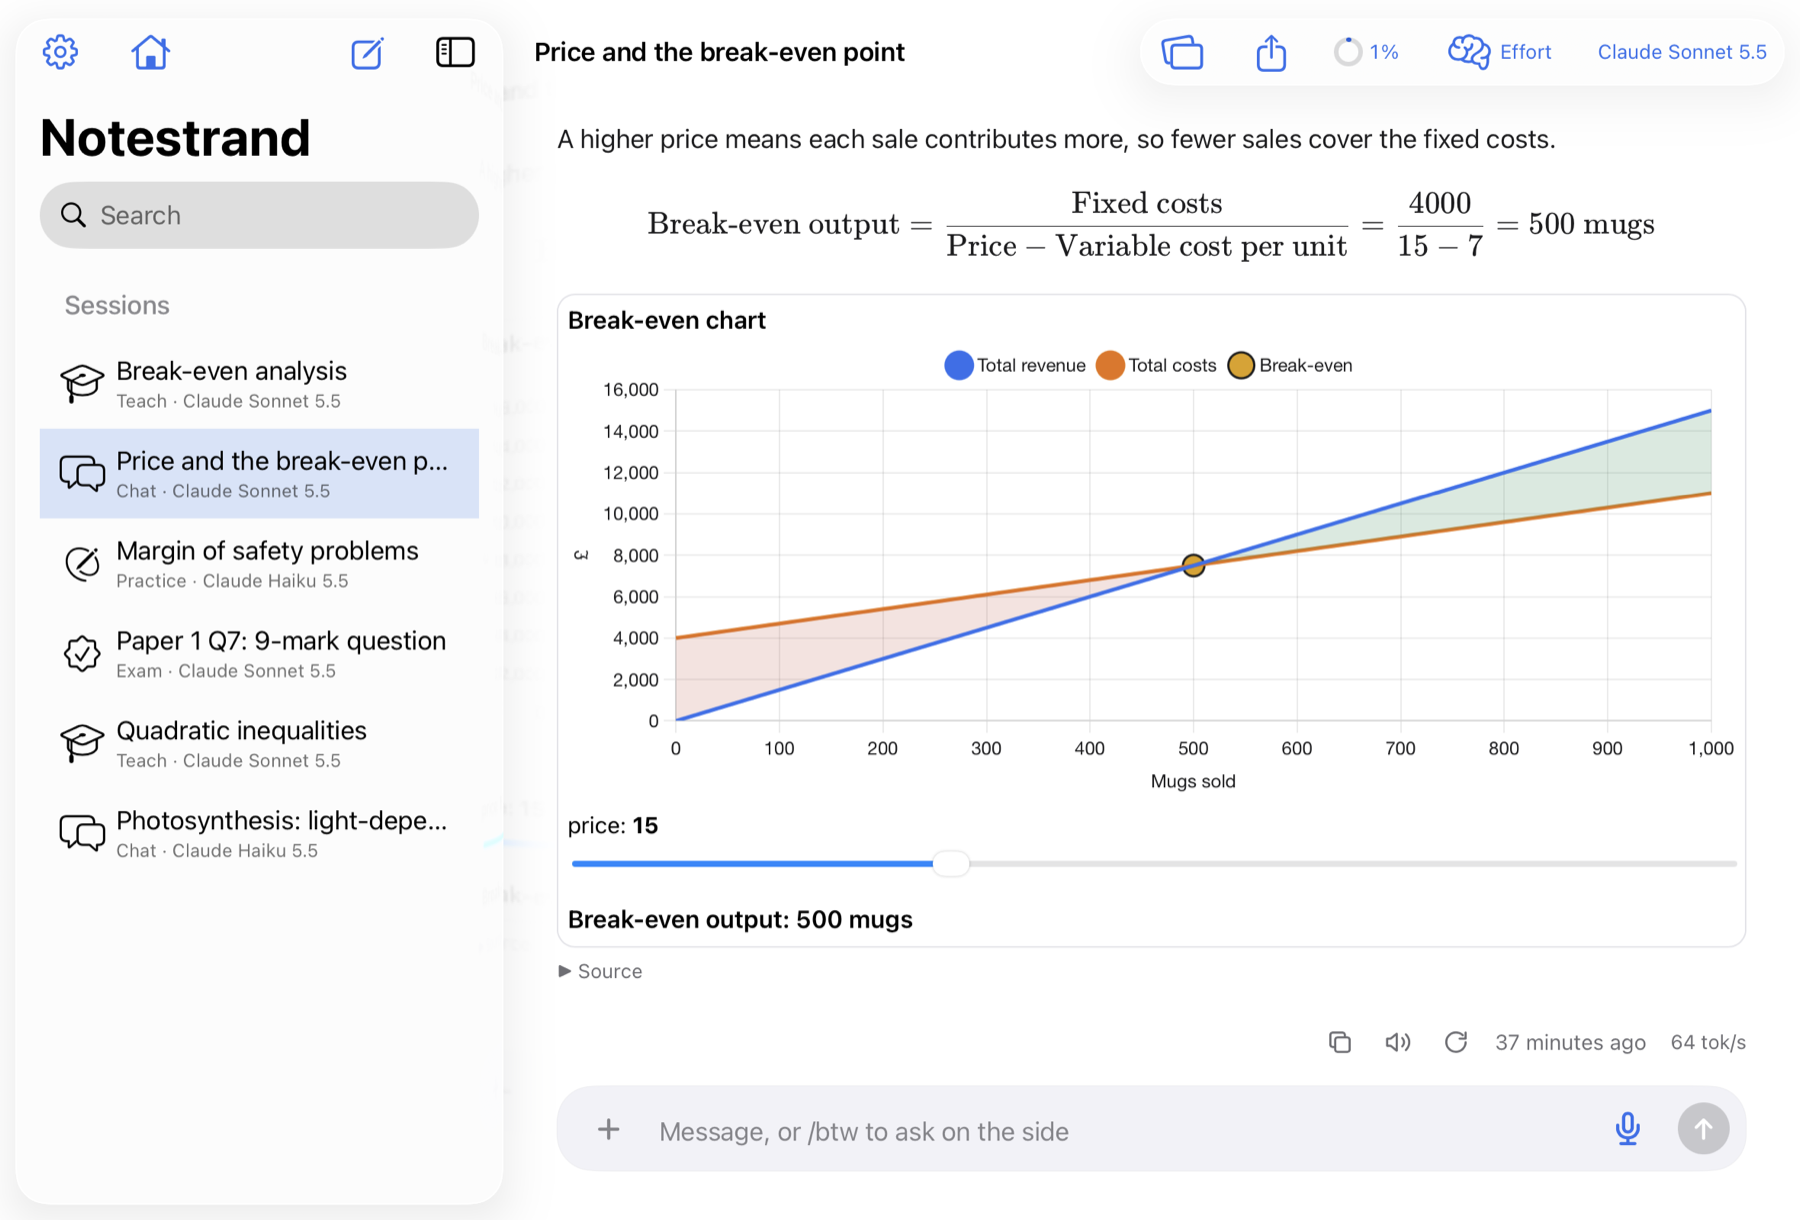 Notestrand
Search
Sessions
Break-even analysis
Teach · Claude Sonnet 5.5
Price and the break-even p...
Chat · Claude Sonnet 5.5
Margin of safety problems
Practice · Claude Haiku 5.5
Paper 1 Q7: 9-mark question
Exam · Claude Sonnet 5.5
Quadratic inequalities
Teach · Claude Sonnet 5.5
Photosynthesis: light-depe...
Chat · Claude Haiku 5.5
Price and the break-even point
1%
Effort
Claude Sonnet 5.5
A higher price means each sale contributes more, so fewer sales cover the fixed costs.
Break-even output = Fixed costs / Price − Variable cost per unit = 4000 / 15 − 7 = 500 mugs
Break-even chart
Total revenue Total costs Break-even
16,000
14,000
12,000
10,000
8,000
6,000
4,000
2,000
0
£
0 100 200 300 400 500 600 700 800 900 1,000
Mugs sold
price: 15
Break-even output: 500 mugs
Source
37 minutes ago 64 tok/s
Message, or /btw to ask on the side